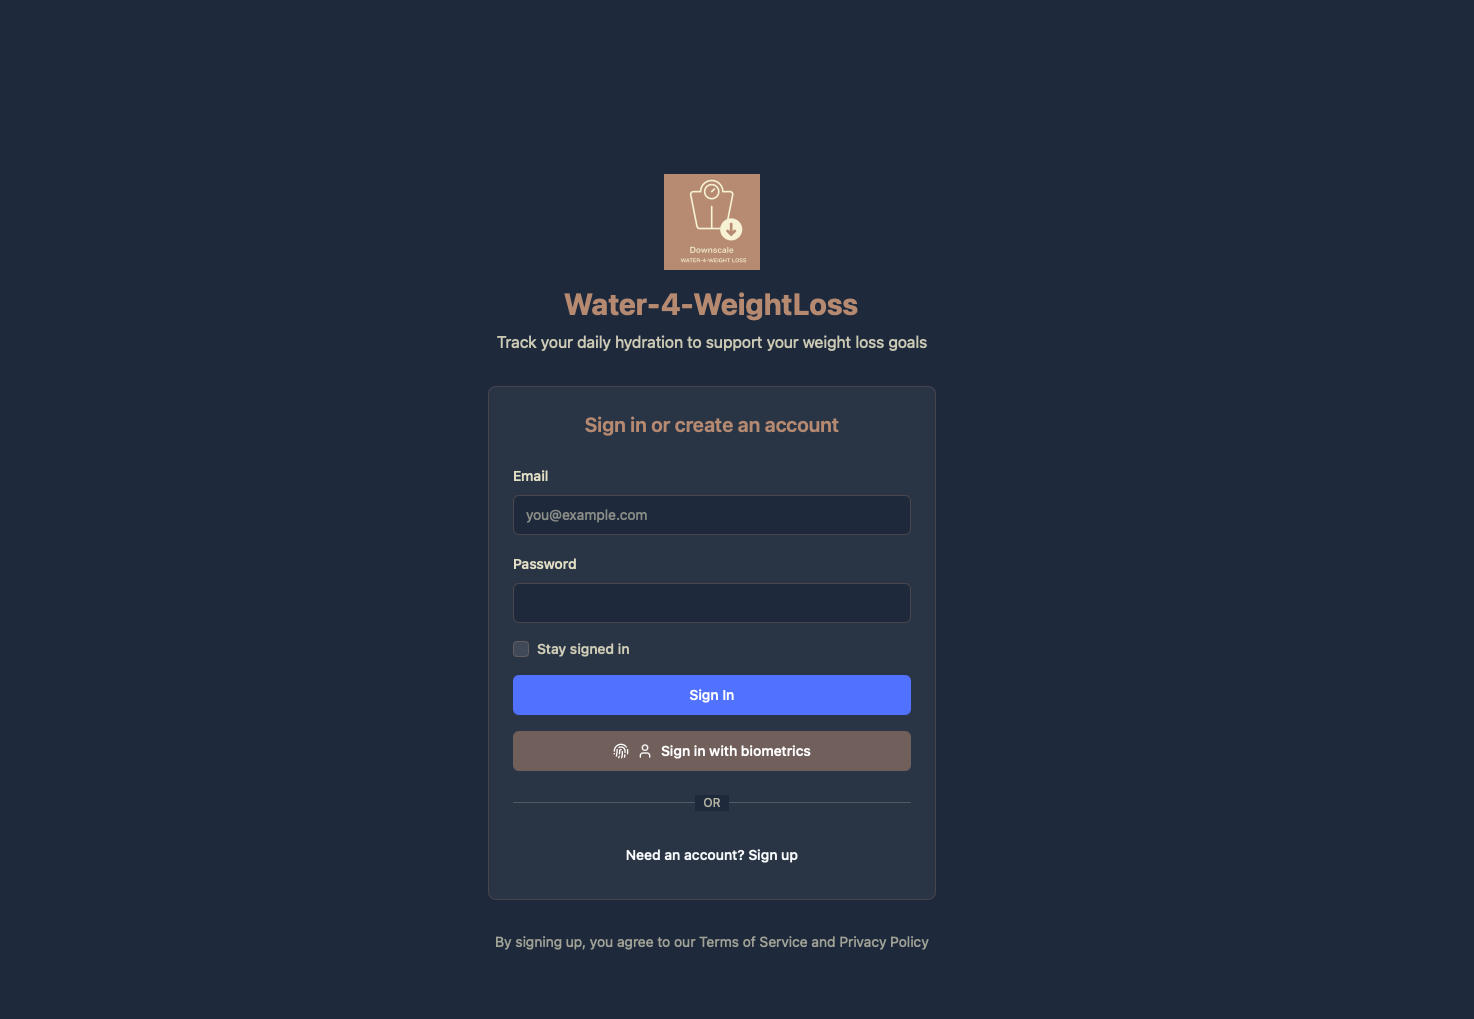 Downscale
WATER-4-WEIGHT LOSS
Water-4-WeightLoss
Track your daily hydration to support your weight loss goals
Sign in or create an account
Email
you@example.com
Password
Stay signed in
Sign In
Sign in with biometrics
OR
Need an account? Sign up
By signing up, you agree to our Terms of Service and Privacy Policy